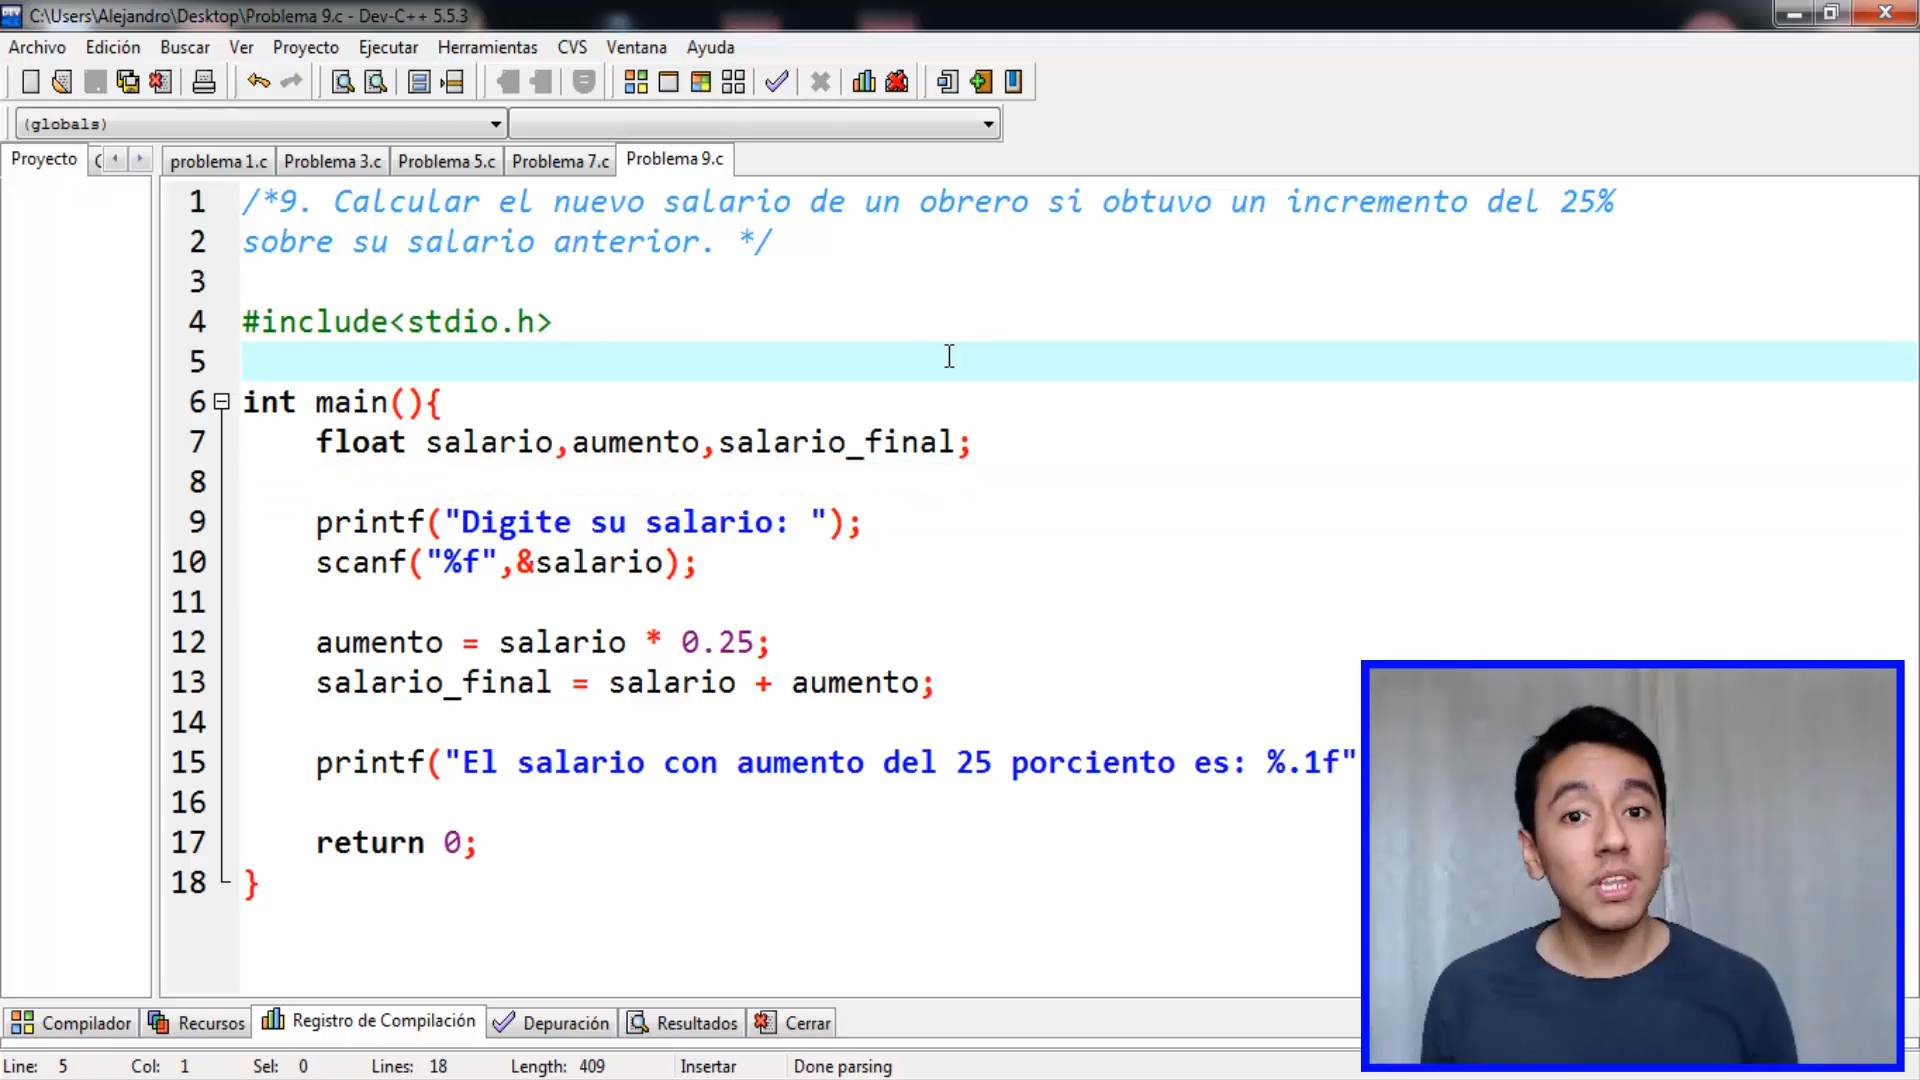 C:\Users\Alejandro\Desktop\Problema 9.c - Dev-C++ 5.5.3
Archivo Edición Buscar Ver Proyecto Ejecutar Herramientas CVS Ventana Ayuda
(globals)
Proyecto
problema 1.c Problema 3.c Problema 5.c Problema 7.c Problema 9.c
1 /*9. Calcular el nuevo salario de un obrero si obtuvo un incremento del 25%
2 sobre su salario anterior. */
3
4 #include<stdio.h>
5
6 int main(){
7 float salario,aumento,salario_final;
8
9 printf("Digite su salario: ");
10 scanf("%f",&salario);
11
12 aumento = salario * 0.25;
13 salario_final = salario + aumento;
14
15 printf("El salario con aumento del 25 porciento es: %.1f"
16
17 return 0;
18 }
Compilador Recursos Registro de Compilación Depuración Resultados Cerrar
Line: 5 Col: 1 Sel: 0 Lines: 18 Length: 409 Insertar Done parsing